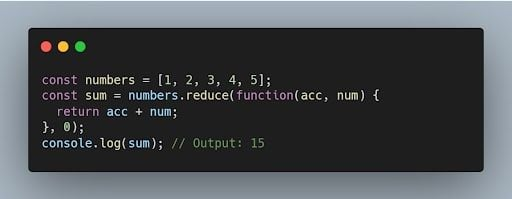 const numbers = [1, 2, 3, 4, 5];
const sum = numbers.reduce(function(acc, num) {
  return acc + num;
}, 0);
console.log(sum); // Output: 15